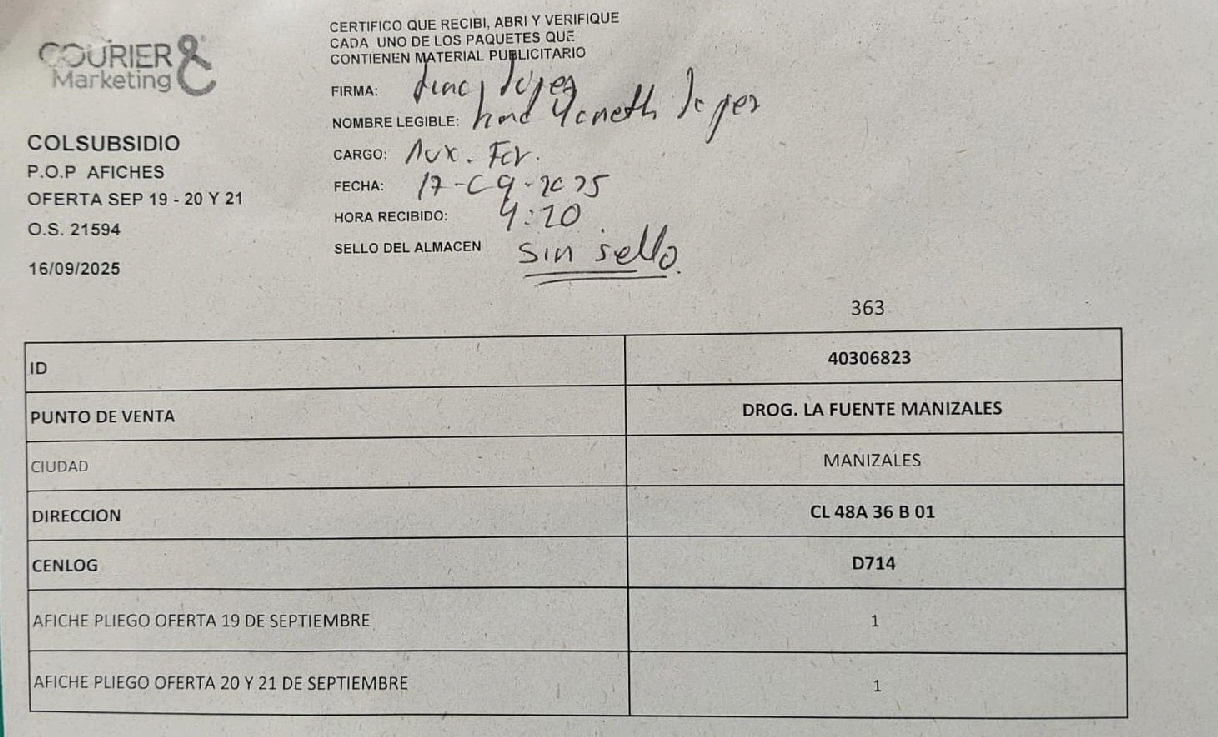 COURIER &
Marketing
COLSUBSIDIO
P.O.P AFICHES
OFERTA SEP 19 - 20 Y 21
O.S. 21594
16/09/2025
CERTIFICO QUE RECIBI, ABRI Y VERIFIQUE
CADA UNO DE LOS PAQUETES QUE
CONTIENEN MATERIAL PUBLICITARIO
FIRMA: López
NOMBRE LEGIBLE: Yaneth Lopez
CARGO: Aux. Fcr.
FECHA: 17-09-2025
HORA RECIBIDO: 4:20
SELLO DEL ALMACEN sin sello.
363
ID 40306823
PUNTO DE VENTA DROG. LA FUENTE MANIZALES
CIUDAD MANIZALES
DIRECCION CL 48A 36 B 01
CENLOG D714
AFICHE PLIEGO OFERTA 19 DE SEPTIEMBRE 1
AFICHE PLIEGO OFERTA 20 Y 21 DE SEPTIEMBRE 1